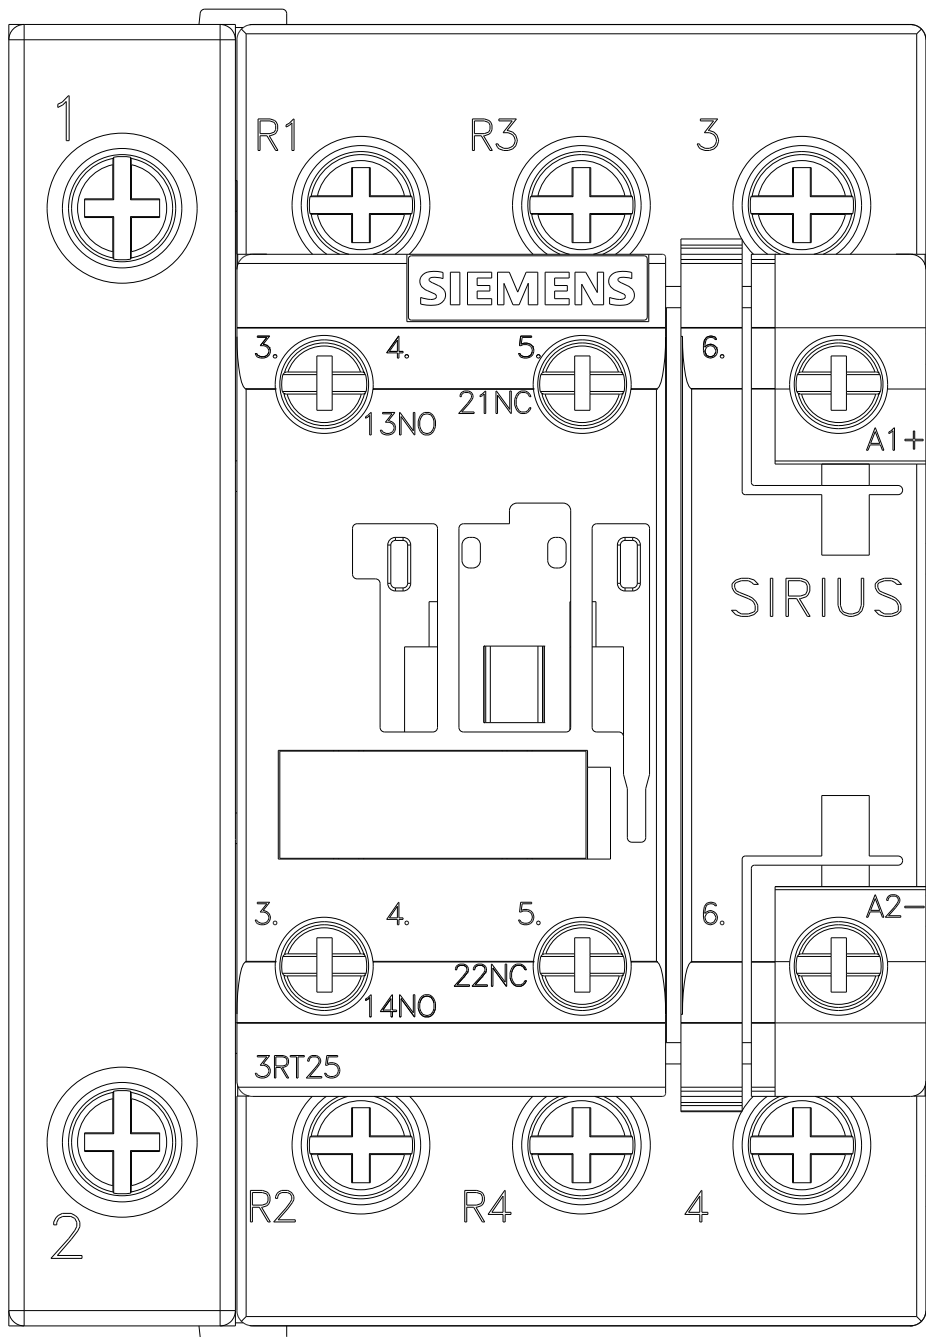 1
R1 R3 3
SIEMENS
3. 4. 5. 6.
13NO 21NC A1+
SIRIUS
3. 4. 5. 6. A2-
14NO 22NC
3RT25
R2 R4 4
2